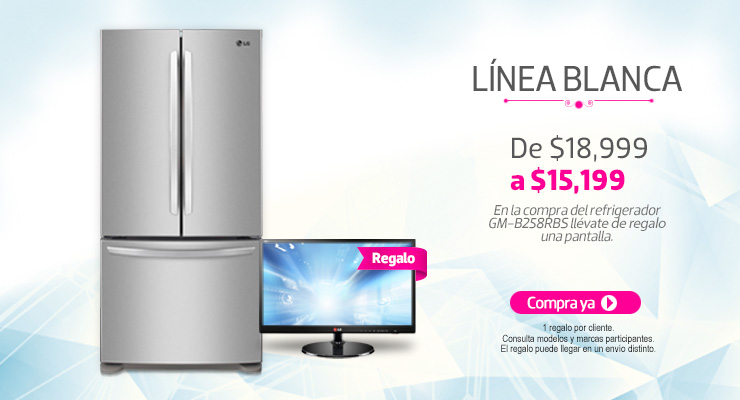 LG
LÍNEA BLANCA
De $18,999
a $15,199
En la compra del refrigerador
GM-B258RBS llévate de regalo
una pantalla.
Regalo
LG
Compra ya
1 regalo por cliente.
Consulta modelos y marcas participantes.
El regalo puede llegar en un envío distinto.